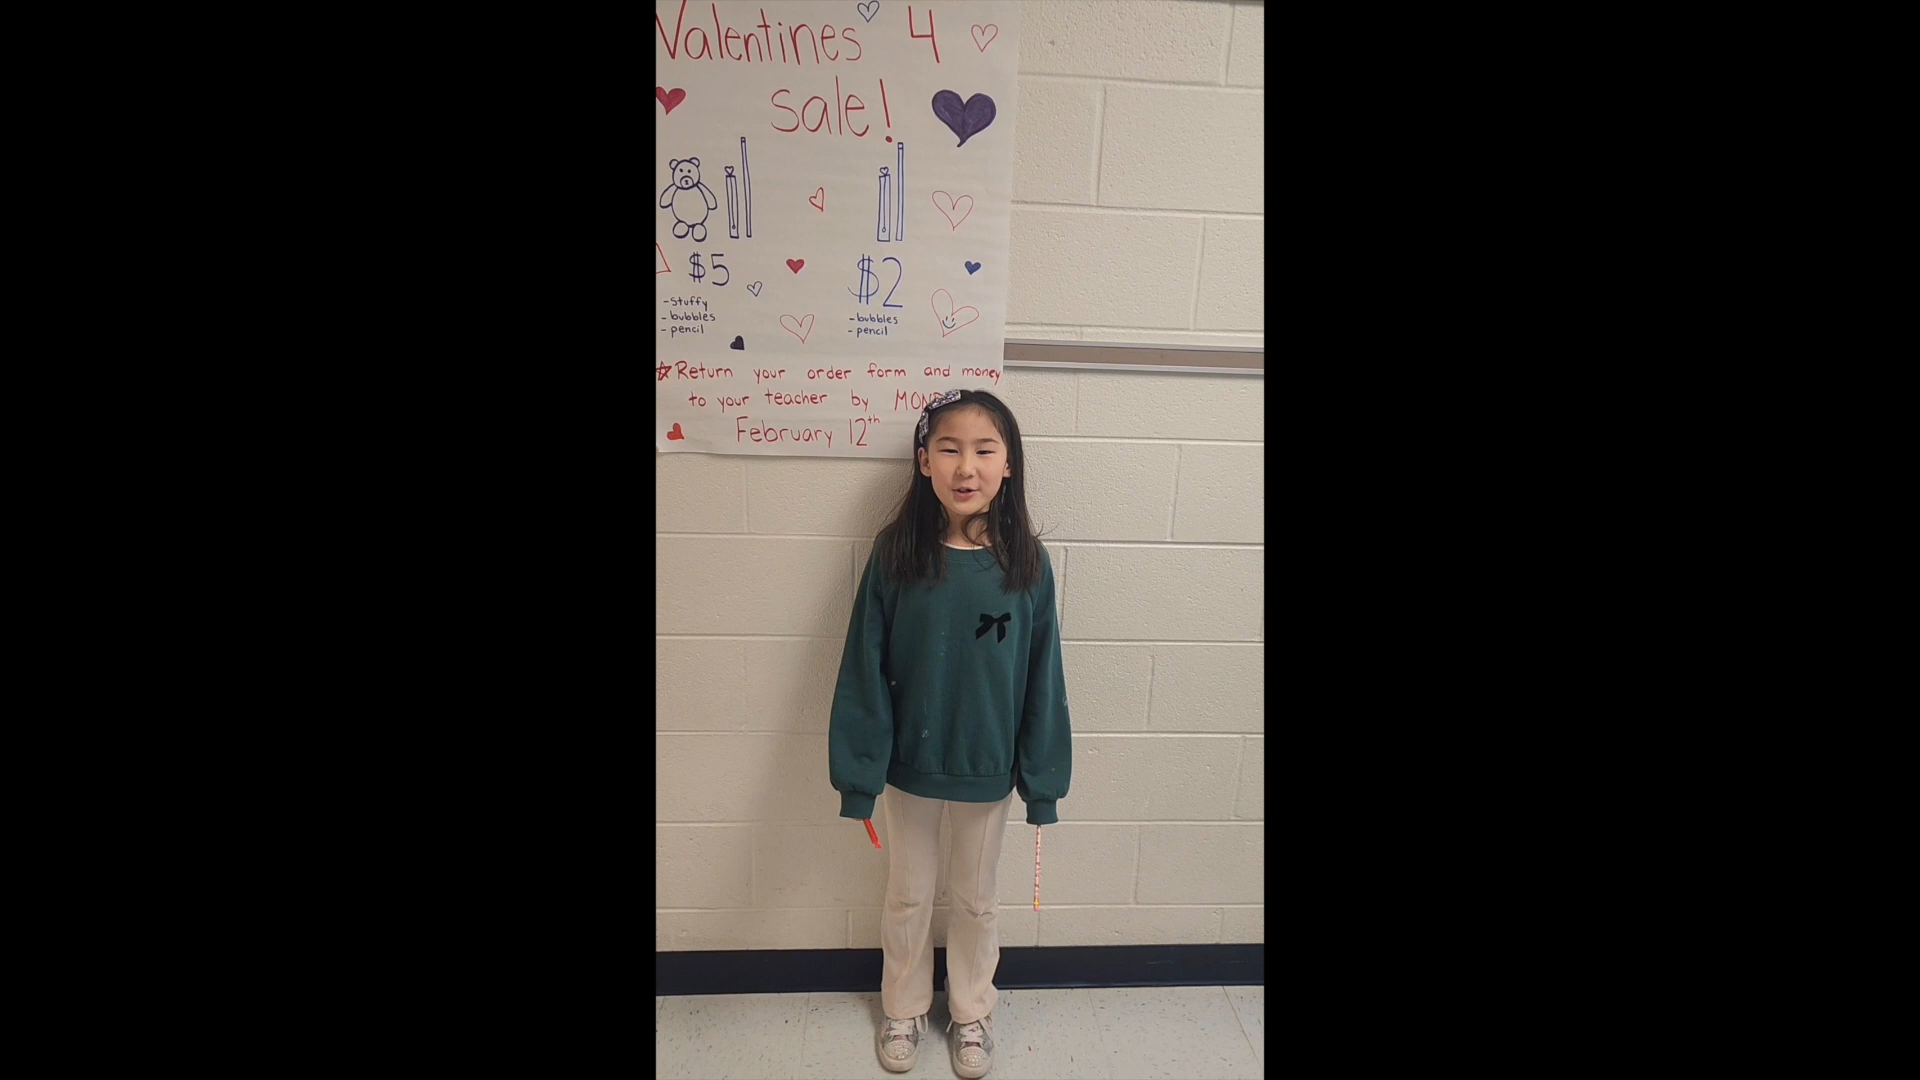 Valentines 4
sale!
$5
- stuffy
- bubbles
- pencil
$2
- bubbles
- pencil
Return your order form and money
to your teacher by
February 12th